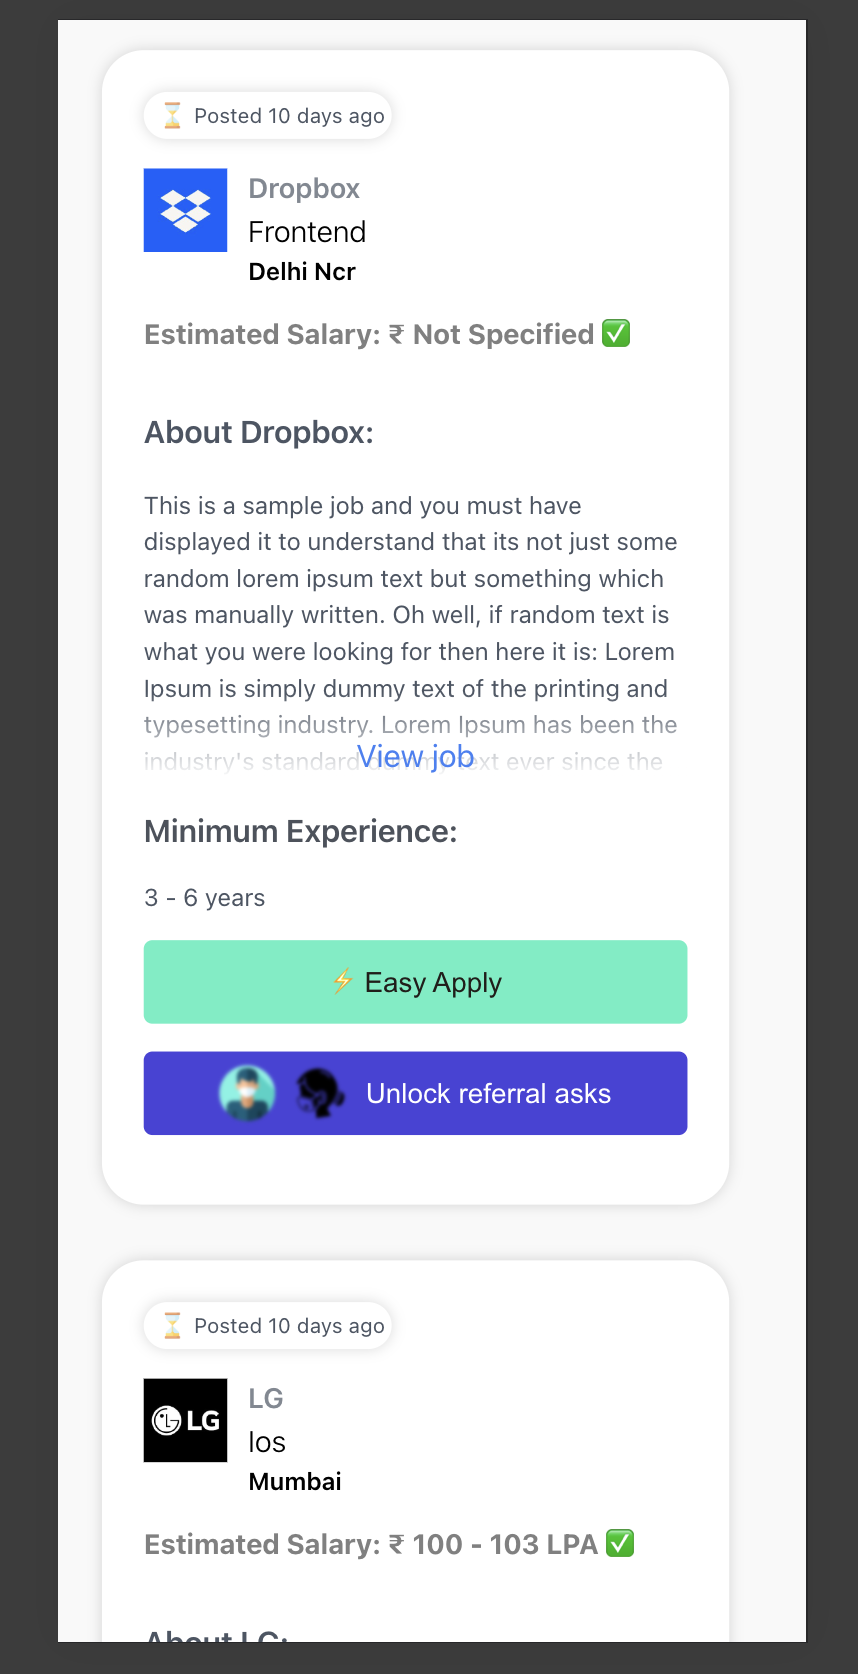 ⏳ Posted 10 days ago
Dropbox
Frontend
Delhi Ncr
Estimated Salary: ₹ Not Specified ✅
About Dropbox:
This is a sample job and you must have
displayed it to understand that its not just some
random lorem ipsum text but something which
was manually written. Oh well, if random text is
what you were looking for then here it is: Lorem
Ipsum is simply dummy text of the printing and
typesetting industry. Lorem Ipsum has been the
industry's standard dummy text ever since the
View job
Minimum Experience:
3 - 6 years
⚡ Easy Apply
Unlock referral asks
⏳ Posted 10 days ago
LG
LG
Ios
Mumbai
Estimated Salary: ₹ 100 - 103 LPA ✅
About LG: